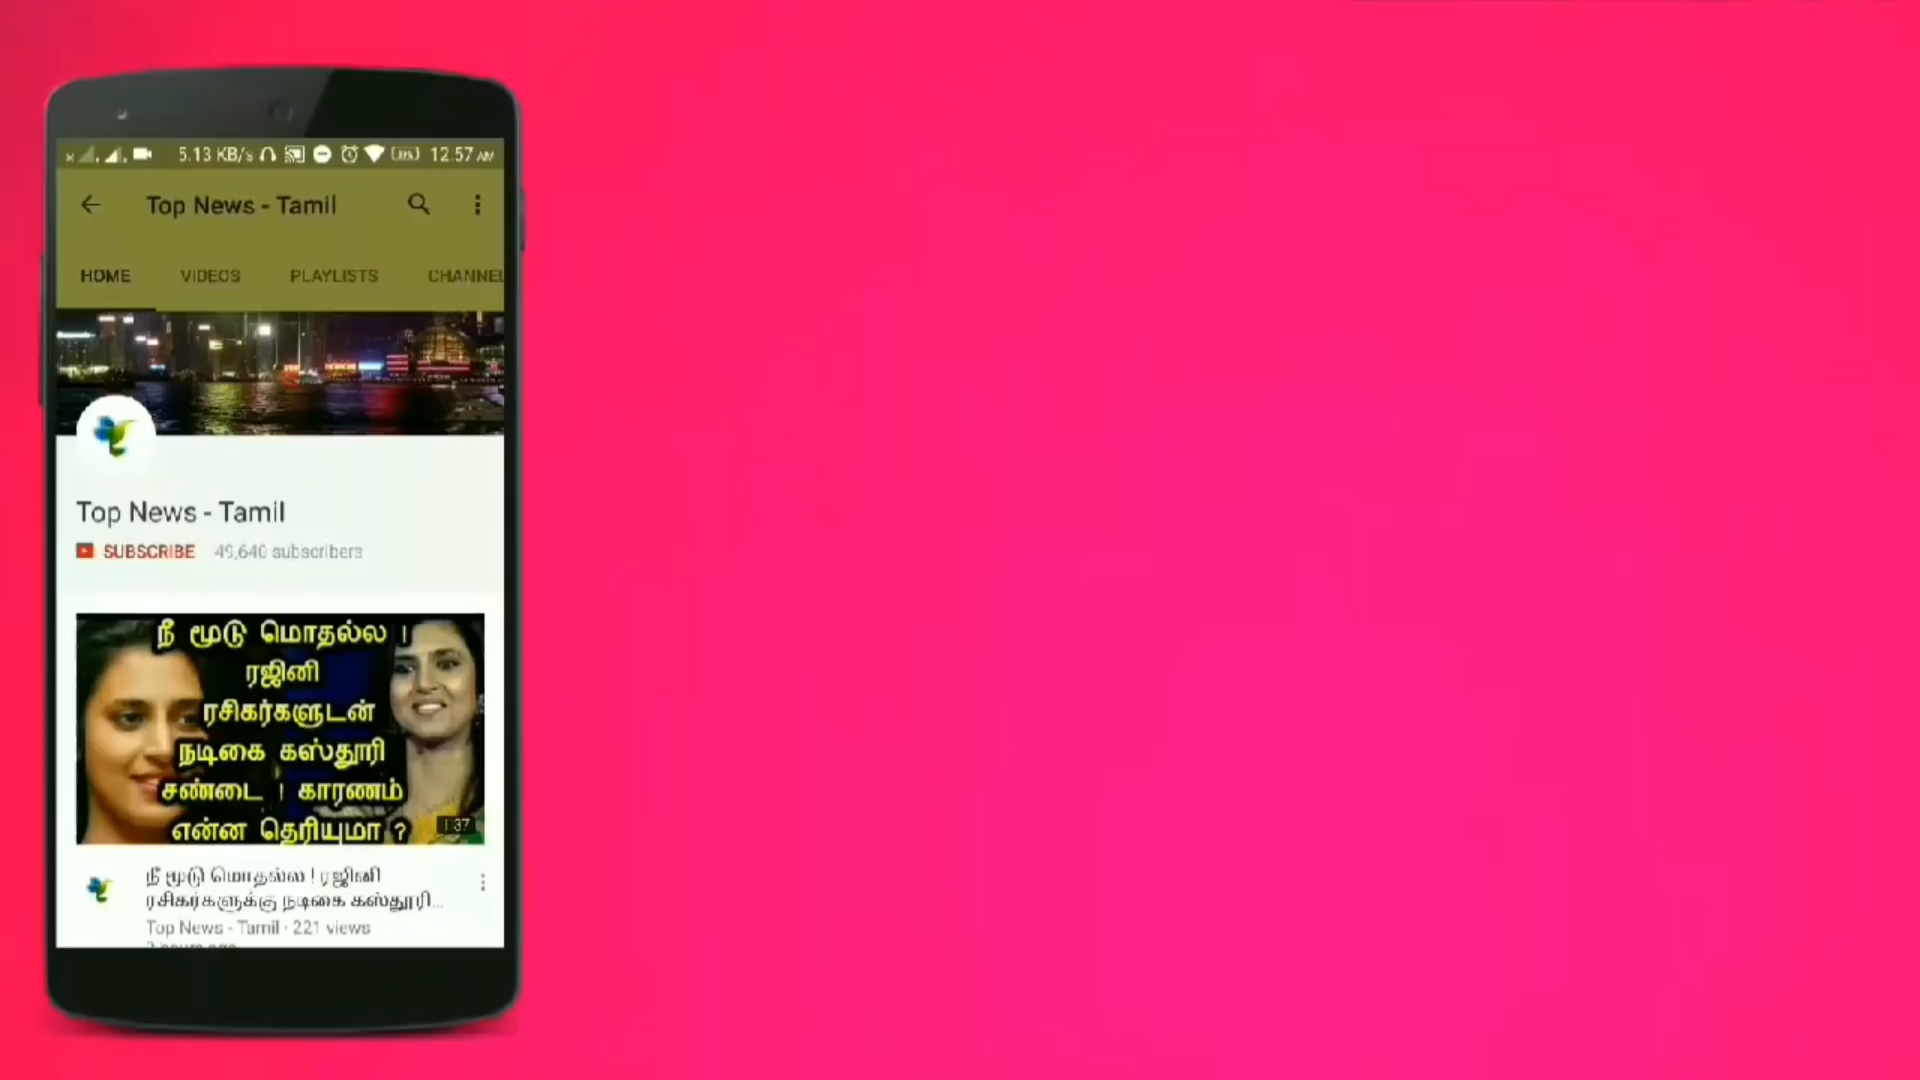 5.13 KB/s 12:57 AM
Top News - Tamil
HOME VIDEOS PLAYLISTS CHANNEL
Top News - Tamil
SUBSCRIBE 49,640 subscribers
நீ மூடு மொதல்ல !
ரஜினி
ரசிகர்களுடன்
நடிகை கஸ்தூரி
சண்டை ! காரணம்
என்ன தெரியுமா ?
1:37
நீ மூடு மொதல்ல ! ரஜினி
ரசிகர்களுக்கு நடிகை கஸ்தூரி...
Top News - Tamil · 221 views